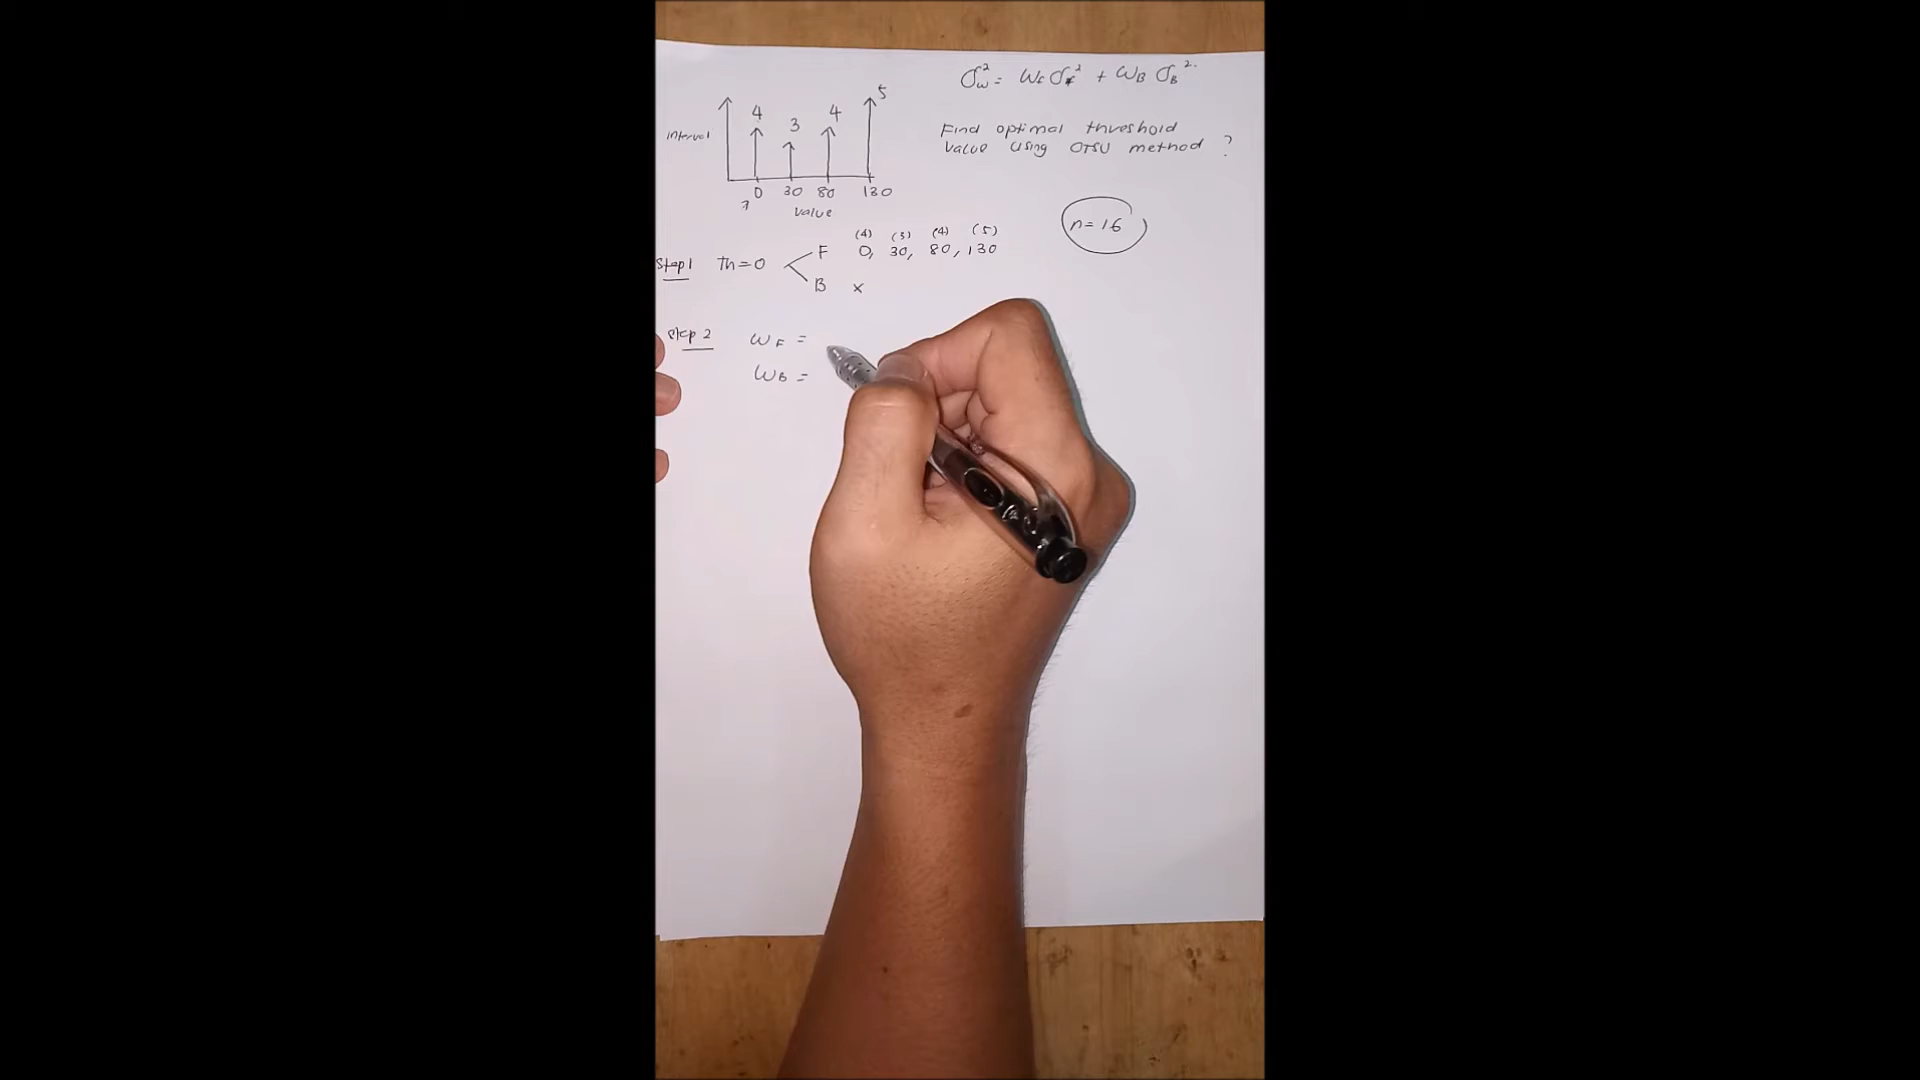 σw² = WF σF² + WB σB²
Find optimal threshold
Value using OTSU method ?
interval
4 3 4 5
0 30 80 130
value
n=16
Step1 Th=0
F
(4) (3) (4) (5)
0, 30, 80, 130
B x
Step 2 WF =
WB =